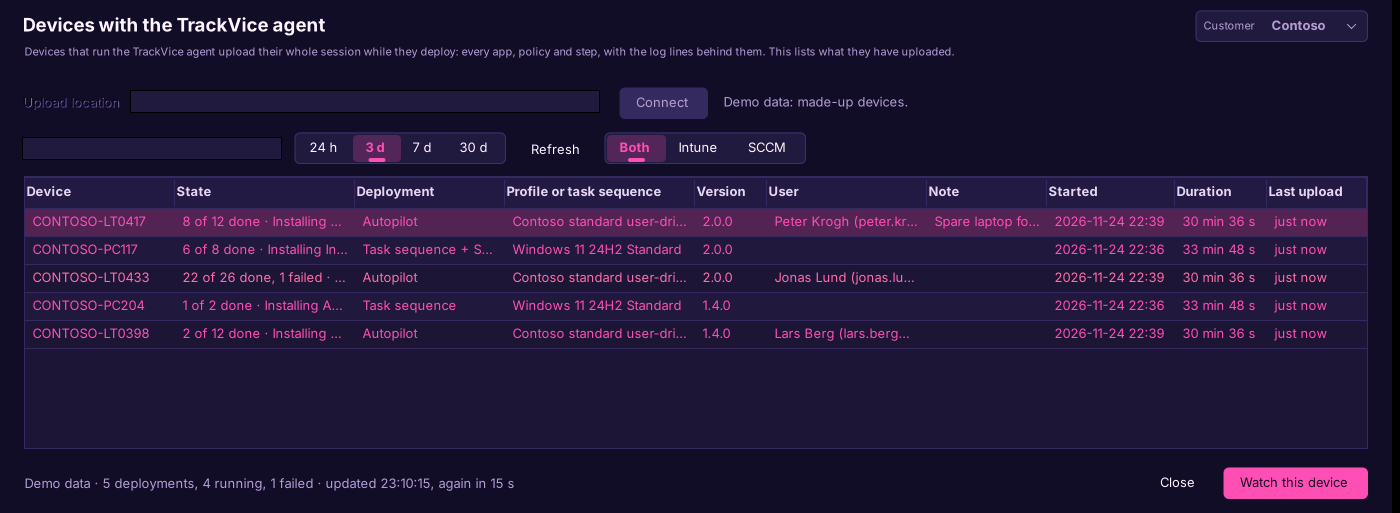 Devices with the TrackVice agent
Customer Contoso
Devices that run the TrackVice agent upload their whole session while they deploy: every app, policy and step, with the log lines behind them. This lists what they have uploaded.
Upload location Connect Demo data: made-up devices.
24 h 3 d 7 d 30 d Refresh Both Intune SCCM
Device State Deployment Profile or task sequence Version User Note Started Duration Last upload
CONTOSO-LT0417 8 of 12 done · Installing ... Autopilot Contoso standard user-dri... 2.0.0 Peter Krogh (peter.kr... Spare laptop fo... 2026-11-24 22:39 30 min 36 s just now
CONTOSO-PC117 6 of 8 done · Installing In... Task sequence + S... Windows 11 24H2 Standard 2.0.0 2026-11-24 22:36 33 min 48 s just now
CONTOSO-LT0433 22 of 26 done, 1 failed · ... Autopilot Contoso standard user-dri... 2.0.0 Jonas Lund (jonas.lu... 2026-11-24 22:39 30 min 36 s just now
CONTOSO-PC204 1 of 2 done · Installing A... Task sequence Windows 11 24H2 Standard 1.4.0 2026-11-24 22:36 33 min 48 s just now
CONTOSO-LT0398 2 of 12 done · Installing ... Autopilot Contoso standard user-dri... 1.4.0 Lars Berg (lars.berg... 2026-11-24 22:39 30 min 36 s just now
Demo data · 5 deployments, 4 running, 1 failed · updated 23:10:15, again in 15 s Close Watch this device